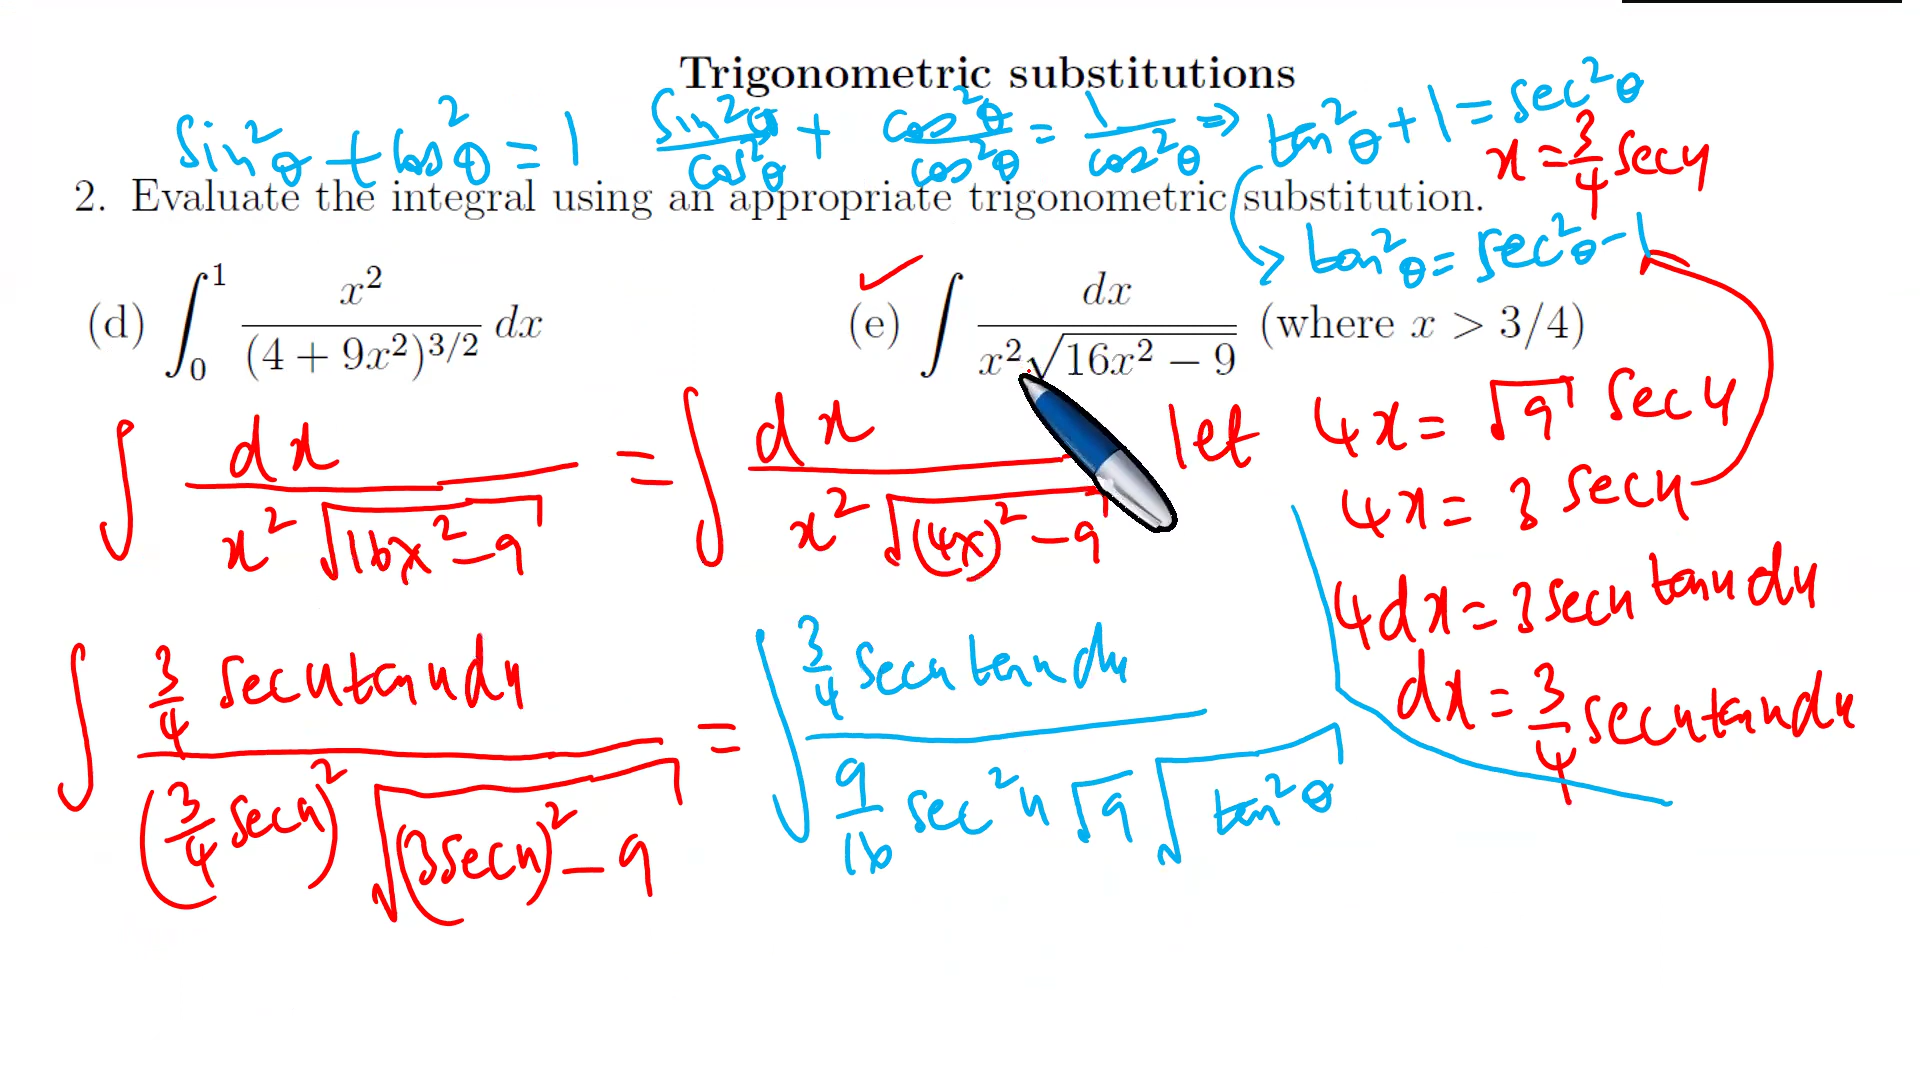 Trigonometric substitutions
sin²θ + cos²θ = 1   sin²θ/cos²θ + cos²θ/cos²θ = 1/cos²θ ⇒ tan²θ + 1 = sec²θ
x = 3/4 sec u
2. Evaluate the integral using an appropriate trigonometric substitution.
→ tan²θ = sec²θ - 1
(d) ∫₀¹ x²/(4 + 9x²)^{3/2} dx   ✓ (e) ∫ dx/(x²√(16x² − 9)) (where x > 3/4)
∫ dx/(x²√(16x² − 9)) = ∫ dx/(x²√((4x)² − 9))
let 4x = √9 sec u
4x = 3 sec u
4dx = 3 sec u tan u du
dx = 3/4 sec u tan u du
∫ 3/4 sec u tan u du/((3/4 sec u)² √((3 sec u)² − 9)) = ∫ 3/4 sec u tan u du/(9/16 sec² u √9 √(tan²θ))